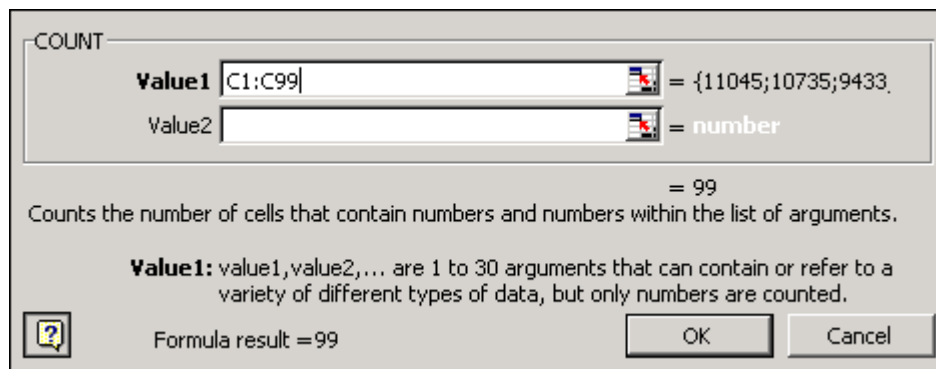 COUNT
Value1 C1:C99 = {11045;10735;9433
Value2 = number
= 99
Counts the number of cells that contain numbers and numbers within the list of arguments.
Value1: value1,value2,... are 1 to 30 arguments that can contain or refer to a
variety of different types of data, but only numbers are counted.
? Formula result =99 OK Cancel